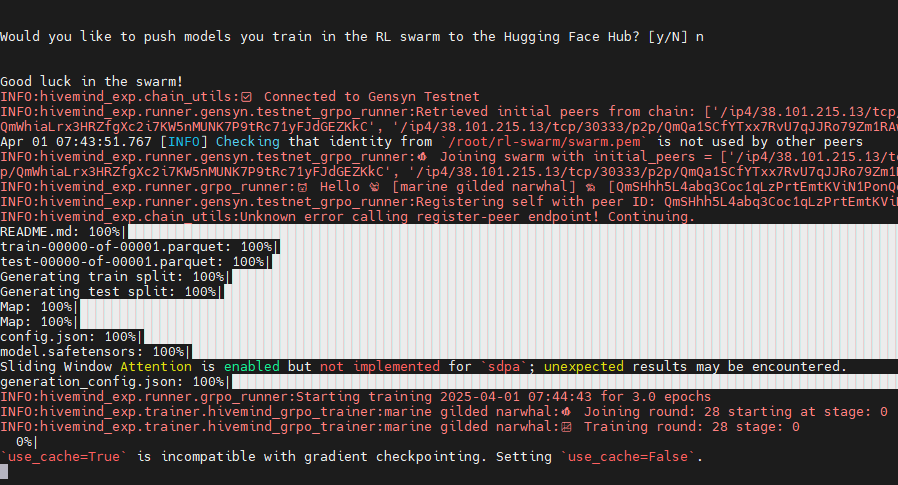 Would you like to push models you train in the RL swarm to the Hugging Face Hub? [y/N] n
Good luck in the swarm!
INFO:hivemind_exp.chain_utils:☑ Connected to Gensyn Testnet
INFO:hivemind_exp.runner.gensyn.testnet_grpo_runner:Retrieved initial peers from chain: ['/ip4/38.101.215.13/tcp
QmWhiaLrx3HRZfgXc2i7KW5nMUNK7P9tRc71yFJdGEZKkC', '/ip4/38.101.215.13/tcp/30333/p2p/QmQa1SCfYTxx7RvU7qJJRo79Zm1RAw
Apr 01 07:43:51.767 [INFO] Checking that identity from `/root/rl-swarm/swarm.pem` is not used by other peers
INFO:hivemind_exp.runner.gensyn.testnet_grpo_runner:🐝 Joining swarm with initial_peers = ['/ip4/38.101.215.13/tc
p/QmWhiaLrx3HRZfgXc2i7KW5nMUNK7P9tRc71yFJdGEZKkC', '/ip4/38.101.215.13/tcp/30333/p2p/QmQa1SCfYTxx7RvU7qJJRo79Zm1
INFO:hivemind_exp.runner.grpo_runner:🐱 Hello 🐈 [marine gilded narwhal] 🦮 [QmSHhh5L4abq3Coc1qLzPrtEmtKViN1PonQ
INFO:hivemind_exp.runner.gensyn.testnet_grpo_runner:Registering self with peer ID: QmSHhh5L4abq3Coc1qLzPrtEmtKVi
INFO:hivemind_exp.chain_utils:Unknown error calling register-peer endpoint! Continuing.
README.md: 100%|
train-00000-of-00001.parquet: 100%|
test-00000-of-00001.parquet: 100%|
Generating train split: 100%|
Generating test split: 100%|
Map: 100%|
Map: 100%|
config.json: 100%|
model.safetensors: 100%|
Sliding Window Attention is enabled but not implemented for `sdpa`; unexpected results may be encountered.
generation_config.json: 100%|
INFO:hivemind_exp.runner.grpo_runner:Starting training 2025-04-01 07:44:43 for 3.0 epochs
INFO:hivemind_exp.trainer.hivemind_grpo_trainer:marine gilded narwhal:🐝 Joining round: 28 starting at stage: 0
INFO:hivemind_exp.trainer.hivemind_grpo_trainer:marine gilded narwhal:📈 Training round: 28 stage: 0
0%|
`use_cache=True` is incompatible with gradient checkpointing. Setting `use_cache=False`.